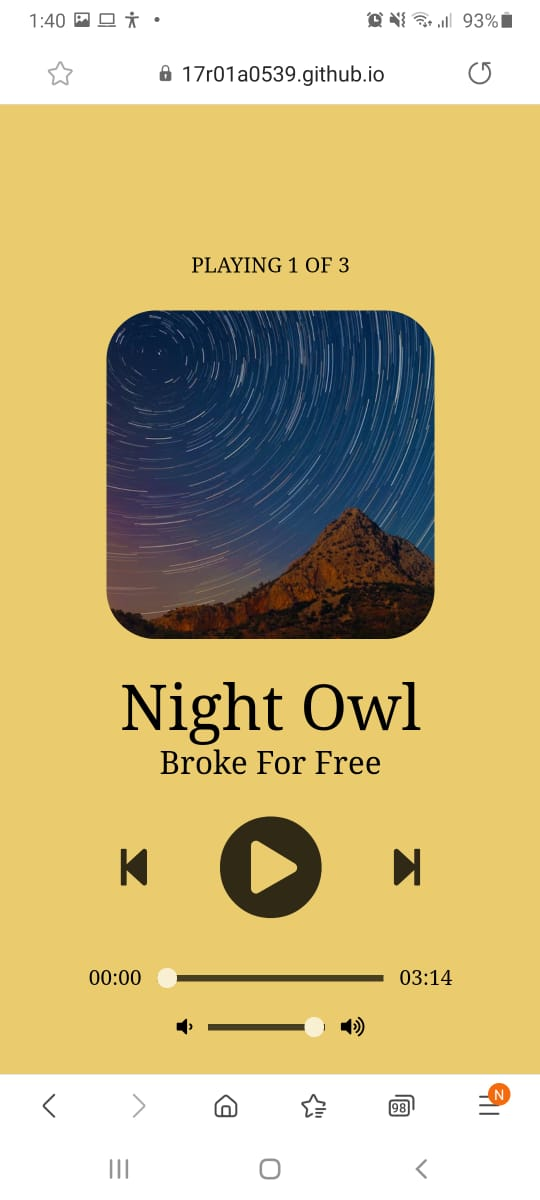 1:40 93%
17r01a0539.github.io
PLAYING 1 OF 3
Night Owl
Broke For Free
00:00 03:14
98 N